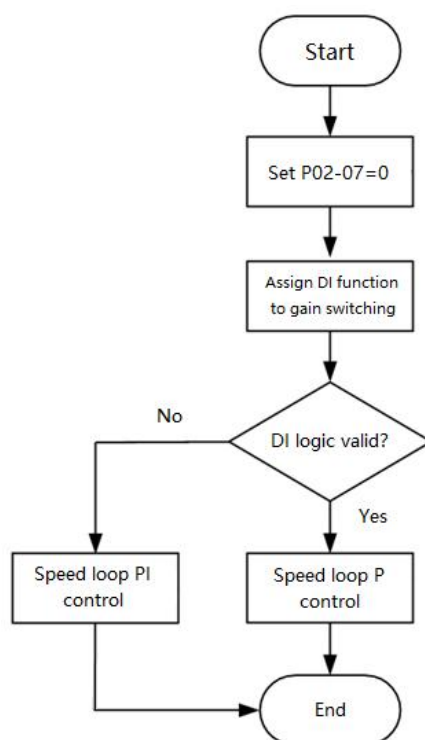 Start
Set P02-07=0
Assign DI function
to gain switching
DI logic valid?
No
Yes
Speed loop PI
control
Speed loop P
control
End